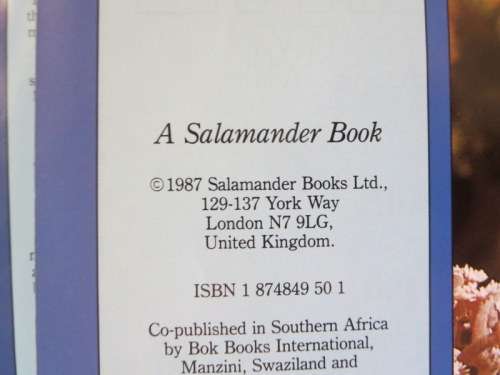 A Salamander Book
©1987 Salamander Books Ltd.,
129-137 York Way
London N7 9LG,
United Kingdom.
ISBN 1 874849 50 1
Co-published in Southern Africa
by Bok Books International,
Manzini, Swaziland and